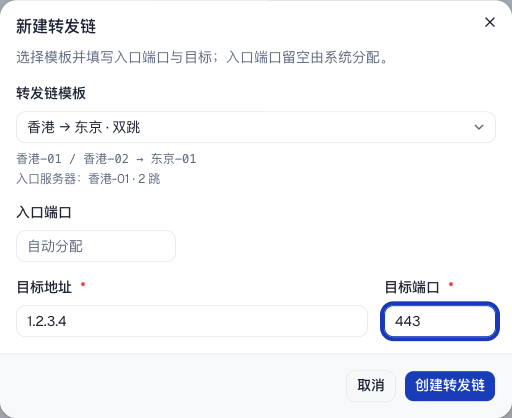 新建转发链
选择模板并填写入口端口与目标；入口端口留空由系统分配。
转发链模板
香港 → 东京 · 双跳
香港-01 / 香港-02 → 东京-01
入口服务器：香港-01 · 2 跳
入口端口
自动分配
目标地址 *
目标端口 *
1.2.3.4
443
取消
创建转发链